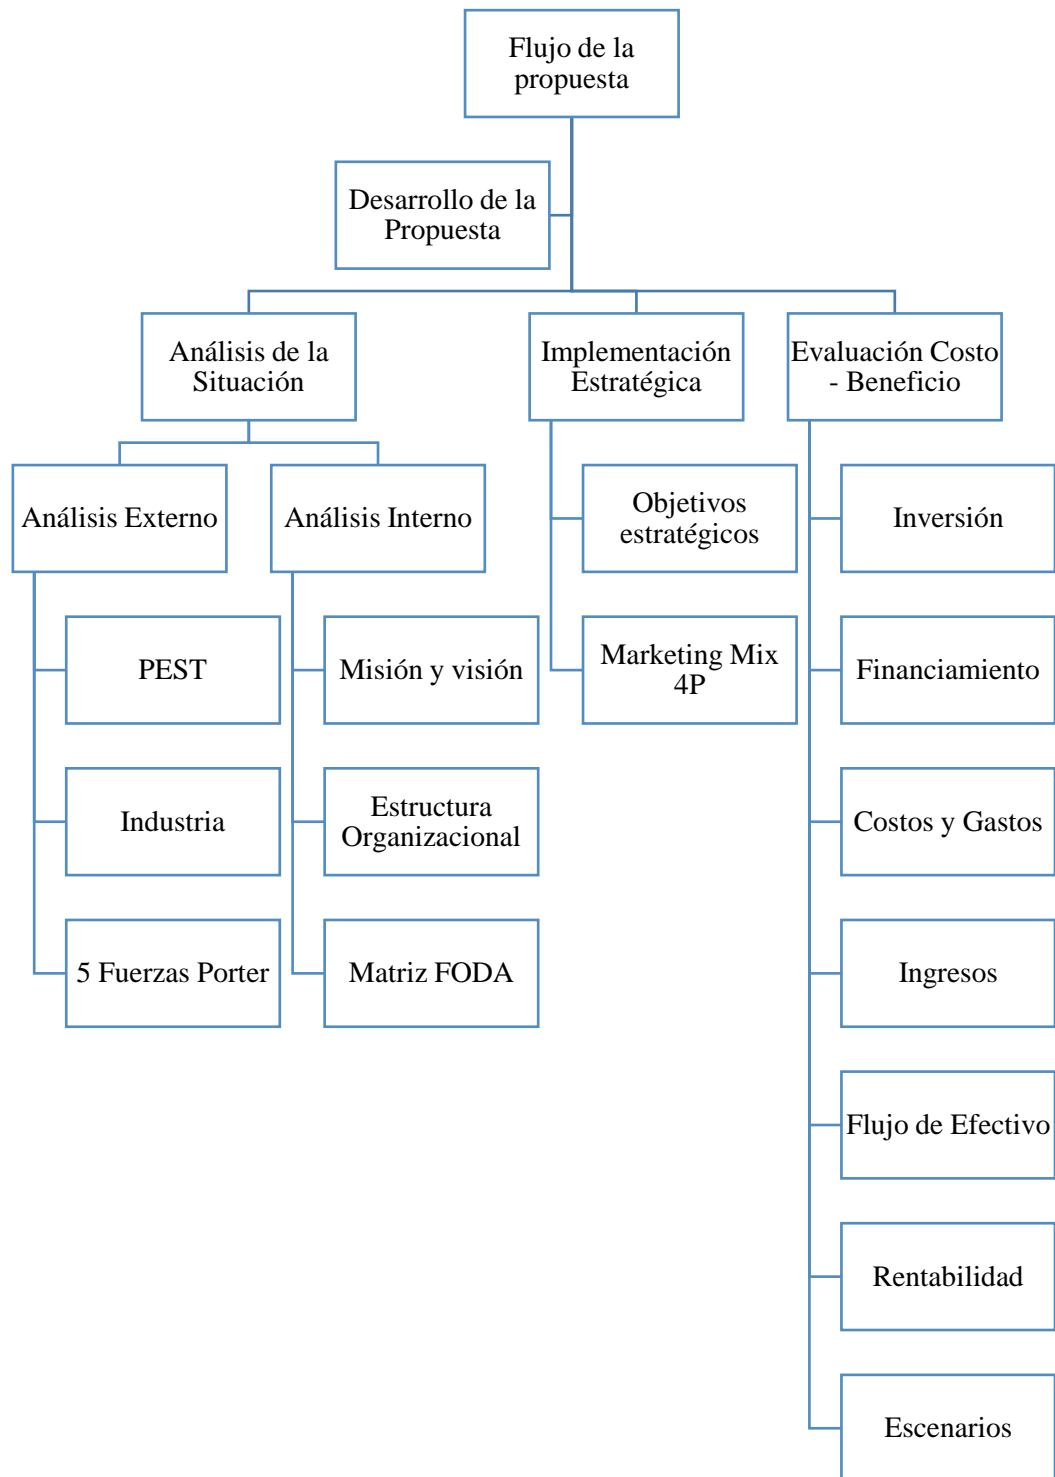 Flujo de la
propuesta
Desarrollo de la
Propuesta
Análisis de la
Situación
Implementación
Estratégica
Evaluación Costo
- Beneficio
Análisis Externo
Análisis Interno
Objetivos
estratégicos
Inversión
PEST
Misión y visión
Marketing Mix
4P
Financiamiento
Industria
Estructura
Organizacional
Costos y Gastos
5 Fuerzas Porter
Matriz FODA
Ingresos
Flujo de Efectivo
Rentabilidad
Escenarios